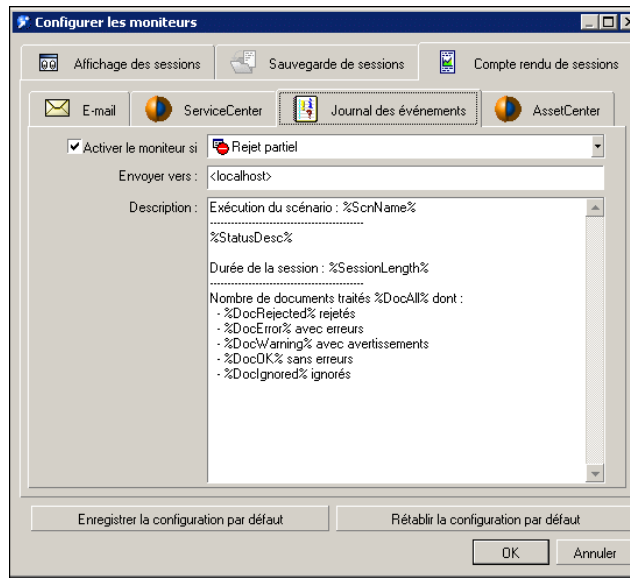 Configurer les moniteurs
Affichage des sessions
Sauvegarde de sessions
Compte rendu de sessions
E-mail
ServiceCenter
Journal des événements
AssetCenter
Activer le moniteur si
Rejet partiel
Envoyer vers :
<localhost>
Description :
Exécution du scénario : %ScnName%
------------------------------------------
%StatusDesc%
Durée de la session : %SessionLength%
------------------------------------------
Nombre de documents traités %DocAll% dont :
- %DocRejected% rejetés
- %DocError% avec erreurs
- %DocWarning% avec avertissements
- %DocOK% sans erreurs
- %DocIgnored% ignorés
Enregistrer la configuration par défaut
Rétablir la configuration par défaut
OK
Annuler